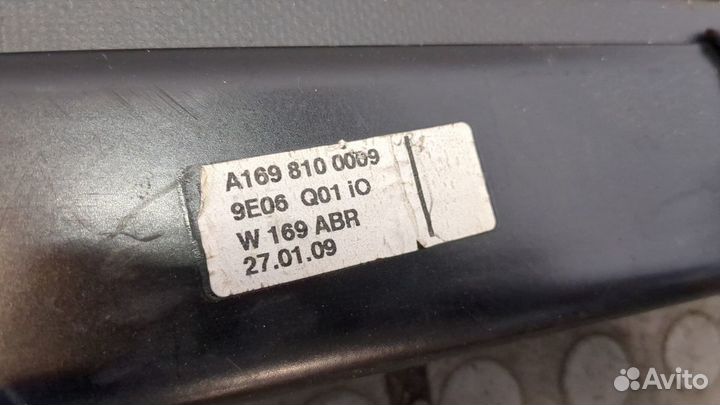 A169 810 0009
9E06 Q01 iO
W 169 ABR
27.01.09
Avito